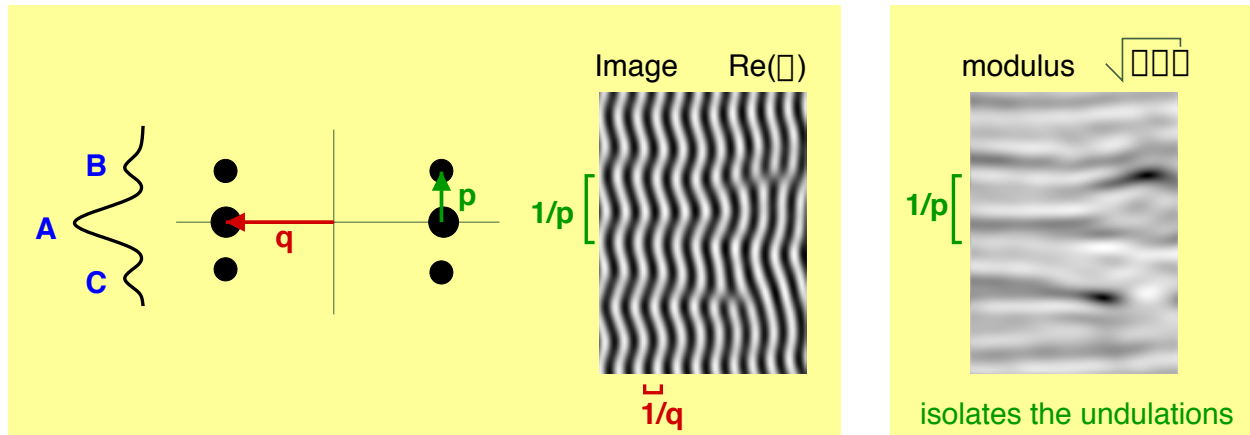 Image Re(▯)
B
A
C
p
q
1/p
1/q
modulus √▯▯▯
1/p
isolates the undulations